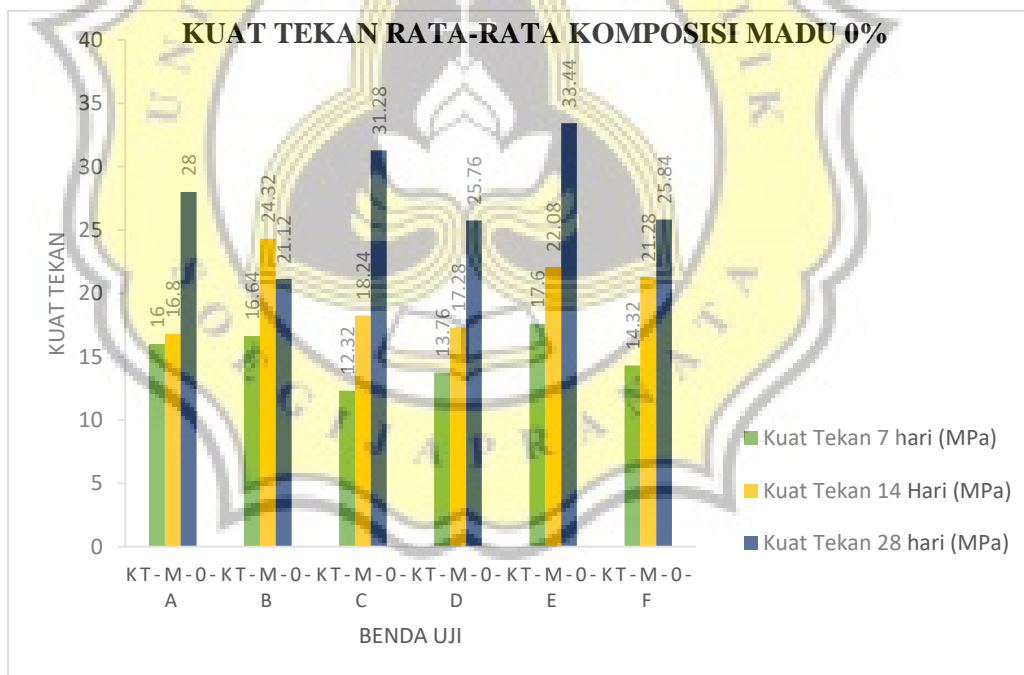 KUAT TEKAN RATA-RATA KOMPOSISI MADU 0%
40
35
30
25
20
15
10
5
0
KUAT TEKAN
16
16.8
28
16.64
24.32
21.12
12.32
18.24
31.28
13.76
17.28
25.76
17.6
22.08
33.44
14.32
21.28
25.84
KT-M-0-A
KT-M-0-B
KT-M-0-C
KT-M-0-D
KT-M-0-E
KT-M-0-F
BENDA UJI
Kuat Tekan 7 hari (MPa)
Kuat Tekan 14 Hari (MPa)
Kuat Tekan 28 hari (MPa)
SOEGIJAPRANATA